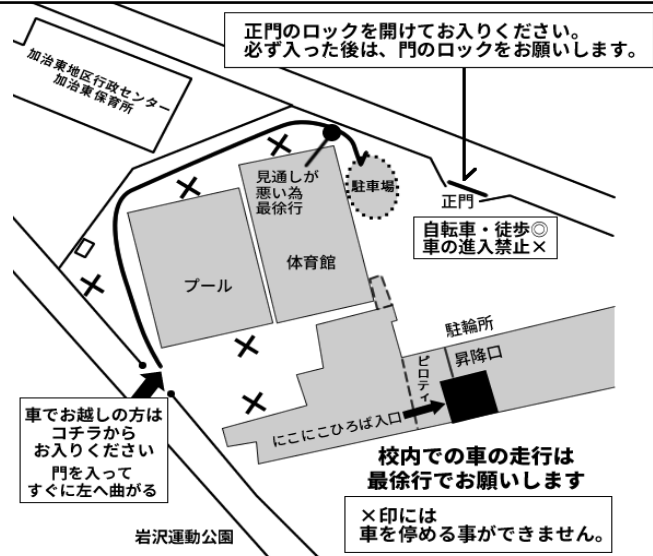 正門のロックを開けてお入りください。
必ず入った後は、門のロックをお願いします。
加治東地区行政センター
加治東保育所
見通しが
悪い為
最徐行
駐車場
正門
自転車・徒歩◎
車の進入禁止×
プール
体育館
駐輪所
昇降口
ピロティ
にこにこひろば入口
車でお越しの方は
コチラから
お入りください
門を入って
すぐに左へ曲がる
校内での車の走行は
最徐行でお願いします
×印には
車を停める事ができません。
岩沢運動公園